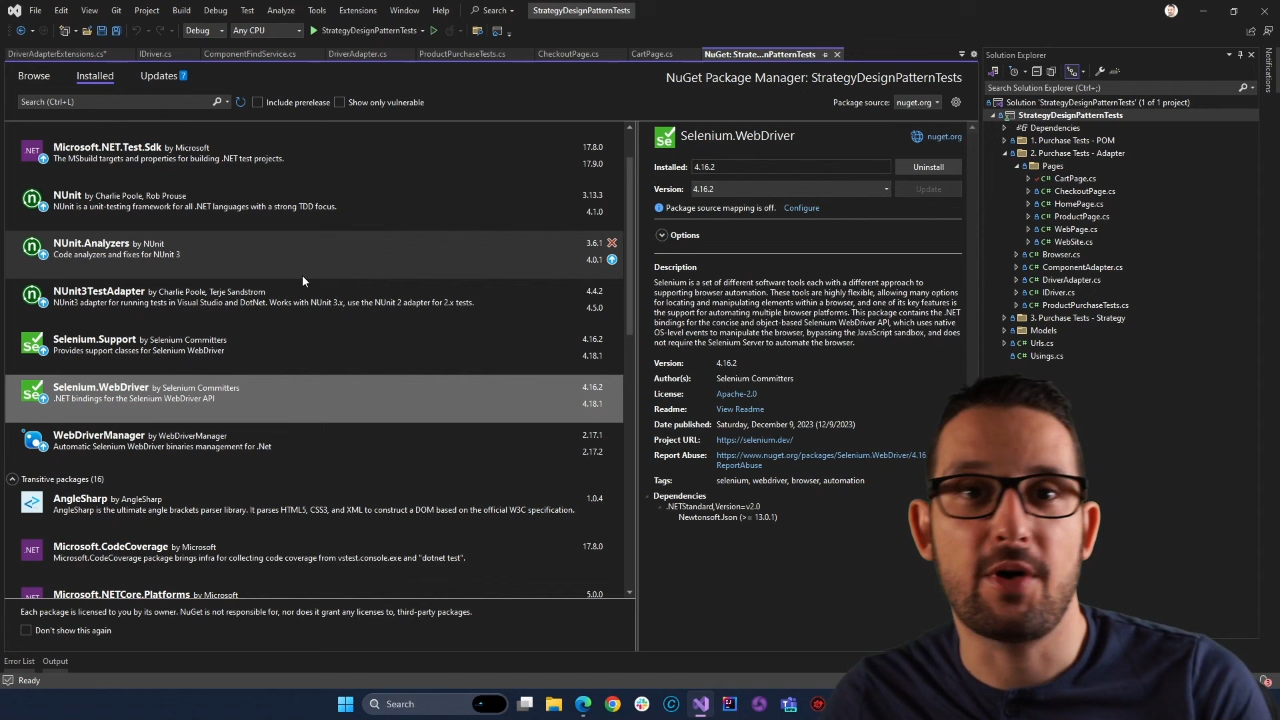 File Edit View Git Project Build Debug Test Analyze Tools Extensions Window Help Search StrategyDesignPatternTests
Debug Any CPU StrategyDesignPatternTests
DriverAdapterExtensions.cs* IDriver.cs ComponentFindService.cs DriverAdapter.cs ProductPurchaseTests.cs CheckoutPage.cs CartPage.cs NuGet: Strate...nPatternTests
Browse Installed Updates 7
NuGet Package Manager: StrategyDesignPatternTests
Search (Ctrl+L) Include prerelease Show only vulnerable
Package source: nuget.org
Microsoft.NET.Test.Sdk by Microsoft 17.8.0
The MSbuild targets and properties for building .NET test projects. 17.9.0
NUnit by Charlie Poole, Rob Prouse 3.13.3
NUnit is a unit-testing framework for all .NET languages with a strong TDD focus. 4.1.0
NUnit.Analyzers by NUnit 3.6.1
Code analyzers and fixes for NUnit 3 4.0.1
NUnit3TestAdapter by Charlie Poole, Terje Sandstrom 4.4.2
NUnit3 adapter for running tests in Visual Studio and DotNet. Works with NUnit 3.x, use the NUnit 2 adapter for 2.x tests. 4.5.0
Selenium.Support by Selenium Committers 4.16.2
Provides support classes for Selenium WebDriver 4.18.1
Selenium.WebDriver by Selenium Committers 4.16.2
.NET bindings for the Selenium WebDriver API 4.18.1
WebDriverManager by WebDriverManager 2.17.1
Automatic Selenium WebDriver binaries management for .Net 2.17.2
Transitive packages (16)
AngleSharp by AngleSharp 1.0.4
AngleSharp is the ultimate angle brackets parser library. It parses HTML5, CSS3, and XML to construct a DOM based on the official W3C specification.
Microsoft.CodeCoverage by Microsoft 17.8.0
Microsoft.CodeCoverage package brings infra for collecting code coverage from vstest.console.exe and "dotnet test".
Microsoft.NETCore.Platforms by Microsoft 5.0.0
Each package is licensed to you by its owner. NuGet is not responsible, nor does it grant any licenses to, third-party packages.
Don't show this again
Selenium.WebDriver nuget.org
Installed: 4.16.2 Uninstall
Version: 4.16.2 Update
Package source mapping is off. Configure
Options
Description
Selenium is a set of different software tools each with a different approach to
supporting browser automation. These tools are highly flexible, allowing many options
for locating and manipulating elements within a browser, and one of its key features is
the support for automating multiple browser platforms. This package contains the .NET
bindings for the concise and object-based Selenium WebDriver API, which uses native
OS-level events to manipulate the browser, bypassing the JavaScript sandbox, and does
not require the Selenium Server to automate the browser.
Version: 4.16.2
Author(s): Selenium Committers
License: Apache-2.0
Readme: View Readme
Date published: Saturday, December 9, 2023 (12/9/2023)
Project URL: https://selenium.dev/
Report Abuse: https://www.nuget.org/packages/Selenium.WebDriver/4.16
ReportAbuse
Tags: selenium, webdriver, browser, automation
Dependencies
.NETStandard,Version=v2.0
Newtonsoft.Json (>= 13.0.1)
Solution Explorer
Search Solution Explorer (Ctrl+;)
Solution 'StrategyDesignPatternTests' (1 of 1 project)
StrategyDesignPatternTests
Dependencies
1. Purchase Tests - POM
2. Purchase Tests - Adapter
Pages
CartPage.cs
CheckoutPage.cs
HomePage.cs
ProductPage.cs
WebPage.cs
WebSite.cs
Browser.cs
ComponentAdapter.cs
DriverAdapter.cs
IDriver.cs
ProductPurchaseTests.cs
3. Purchase Tests - Strategy
Models
Urls.cs
Usings.cs
Notifications
Error List Output
Ready
Search